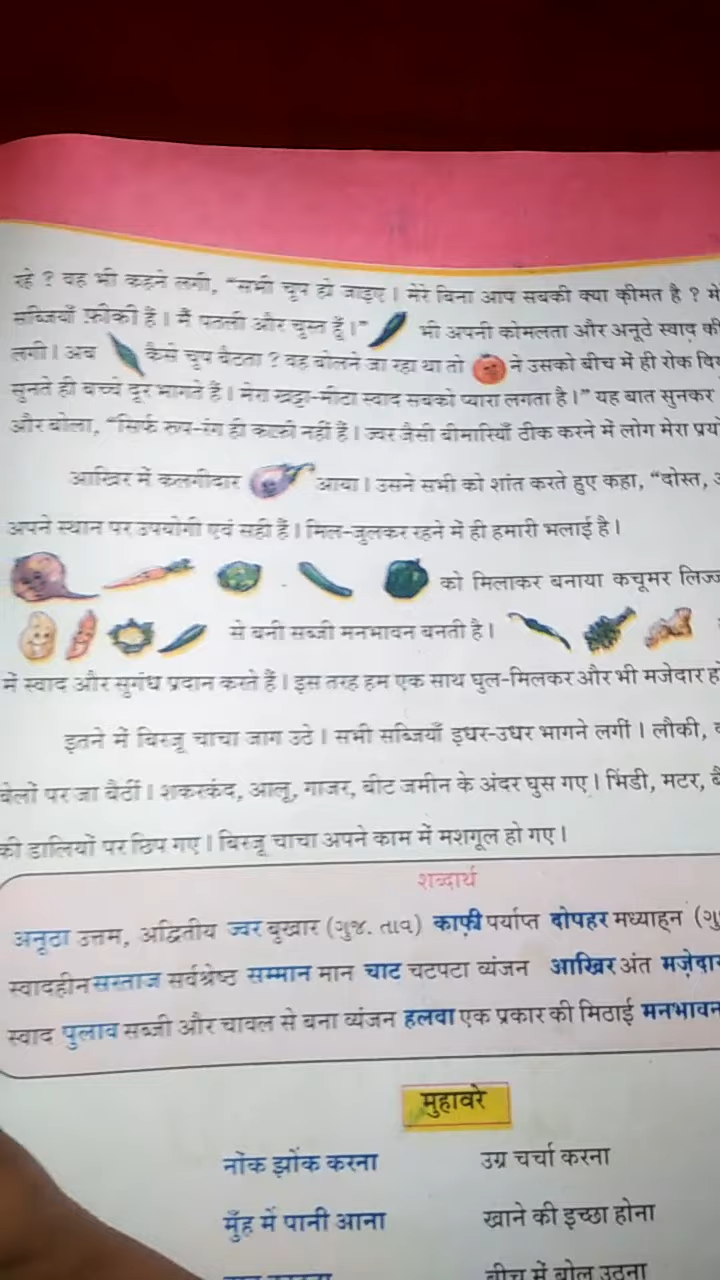 रहे ? वह भी कहने लगी, “सभी चुप हो जाइए। मेरे बिना आप सबकी क्या कीमत है ? मे
सब्जियाँ फ़ीकी हैं। मैं पतली और चुस्त हूँ।” भी अपनी कोमलता और अनूठे स्वाद की
लगी। अब कैसे चुप बैठता ? वह बोलने जा रहा था तो ने उसको बीच में ही रोक
सुनते ही बच्चे दूर भागते हैं। मेरा खट्टा-मीठा स्वाद सबको प्यारा लगता है।” यह बात सुनकर
और बोला, “सिर्फ रूप-रंग ही काफ़ी नहीं हैं। ज्वर जैसी बीमारियाँ ठीक करने में लोग मेरा
आखिर में कलगीदार आया। उसने सभी को शांत करते हुए कहा, “दोस्त,
अपने स्थान पर उपयोगी एवं सही हैं। मिल-जुलकर रहने में ही हमारी भलाई है।
को मिलाकर बनाया कचूमर
से बनी सब्जी मनभावन बनती है।
में स्वाद और सुगंध प्रदान करते हैं। इस तरह हम एक साथ घुल-मिलकर और भी मजेदार
इतने में बिरजू चाचा जाग उठे। सभी सब्जियाँ इधर-उधर भागने लगीं। लौकी,
बेलों पर जा बैठीं। शकरकंद, आलू, गाजर, बीट जमीन के अंदर घुस गए। भिंडी, मटर,
की डालियों पर छिप गए। बिरजू चाचा अपने काम में मशगूल हो गए।
शब्दार्थ
अनूठा उत्तम, अद्वितीय ज्वर बुखार (गुज. તાવ) काफ़ी पर्याप्त दोपहर मध्याह्न
स्वादहीन सरताज सर्वश्रेष्ठ सम्मान मान चाट चटपटा व्यंजन आखिर अंत मज़ेदार
स्वाद पुलाव सब्जी और चावल से बना व्यंजन हलवा एक प्रकार की मिठाई मनभावन
मुहावरे
नोंक झोंक करना उग्र चर्चा करना
मुँह में पानी आना खाने की इच्छा होना
बीच में बोल उठना